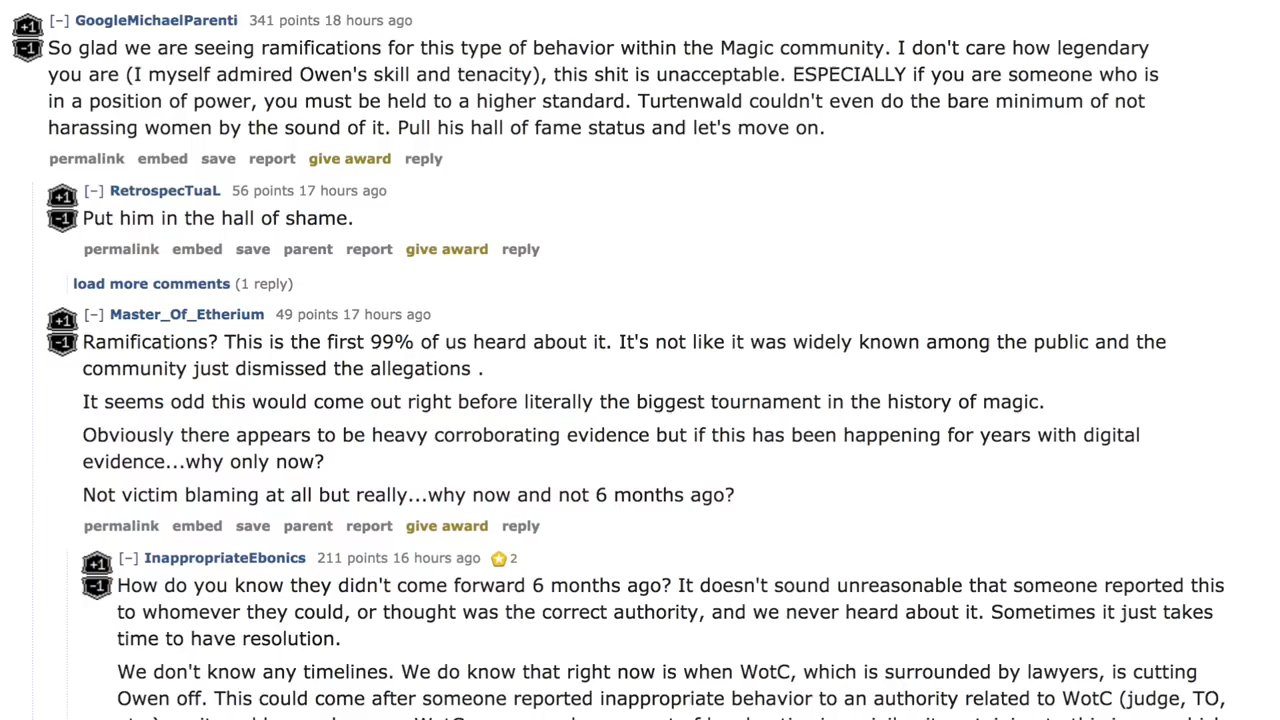 [-] GoogleMichaelParenti 341 points 18 hours ago
+1
-1
So glad we are seeing ramifications for this type of behavior within the Magic community. I don't care how legendary
you are (I myself admired Owen's skill and tenacity), this shit is unacceptable. ESPECIALLY if you are someone who is
in a position of power, you must be held to a higher standard. Turtenwald couldn't even do the bare minimum of not
harassing women by the sound of it. Pull his hall of fame status and let's move on.
permalink embed save report give award reply
[-] RetrospecTuaL 56 points 17 hours ago
+1
-1
Put him in the hall of shame.
permalink embed save parent report give award reply
load more comments (1 reply)
[-] Master_Of_Etherium 49 points 17 hours ago
+1
-1
Ramifications? This is the first 99% of us heard about it. It's not like it was widely known among the public and the
community just dismissed the allegations .
It seems odd this would come out right before literally the biggest tournament in the history of magic.
Obviously there appears to be heavy corroborating evidence but if this has been happening for years with digital
evidence...why only now?
Not victim blaming at all but really...why now and not 6 months ago?
permalink embed save parent report give award reply
[-] InappropriateEbonics 211 points 16 hours ago 2
+1
-1
How do you know they didn't come forward 6 months ago? It doesn't sound unreasonable that someone reported this
to whomever they could, or thought was the correct authority, and we never heard about it. Sometimes it just takes
time to have resolution.
We don't know any timelines. We do know that right now is when WotC, which is surrounded by lawyers, is cutting
Owen off. This could come after someone reported inappropriate behavior to an authority related to WotC (judge, TO,